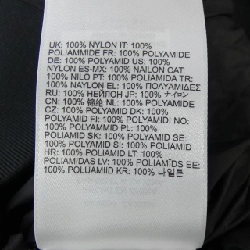 UK: 100% NYLON IT: 100%
POLIAMMIDE FR: 100% POLYAMIDE
DE: 100% POLYAMID US: 100%
NYLON ES-MX: 100% NAILON CAT
100% NILO PT: 100% POLIAMIDA TR:
100% NAYLON EL: 100% ΠΟΛΥΑΜΙΔΕΣ
RU: 100% НЕЙЛОН JP: 100% ナイロン
CN: 100% 锦纶 NL: 100% POLYAMIDE
CZ: 100% POLYAMID DK: 100%
POLYAMID FI: 100% POLYAMID NO:
100% POLYAMID PL: 100%
POLIAMID SK: 100% POLYAMID SE:
100% POLYAMID SI: 100% POLIAMID
HR: 100% POLIAMID LT: 100%
POLIAMIDAS LV: 100% POLIAMIDS EE:
100% POLÜAMIID KR: 100% 나일론